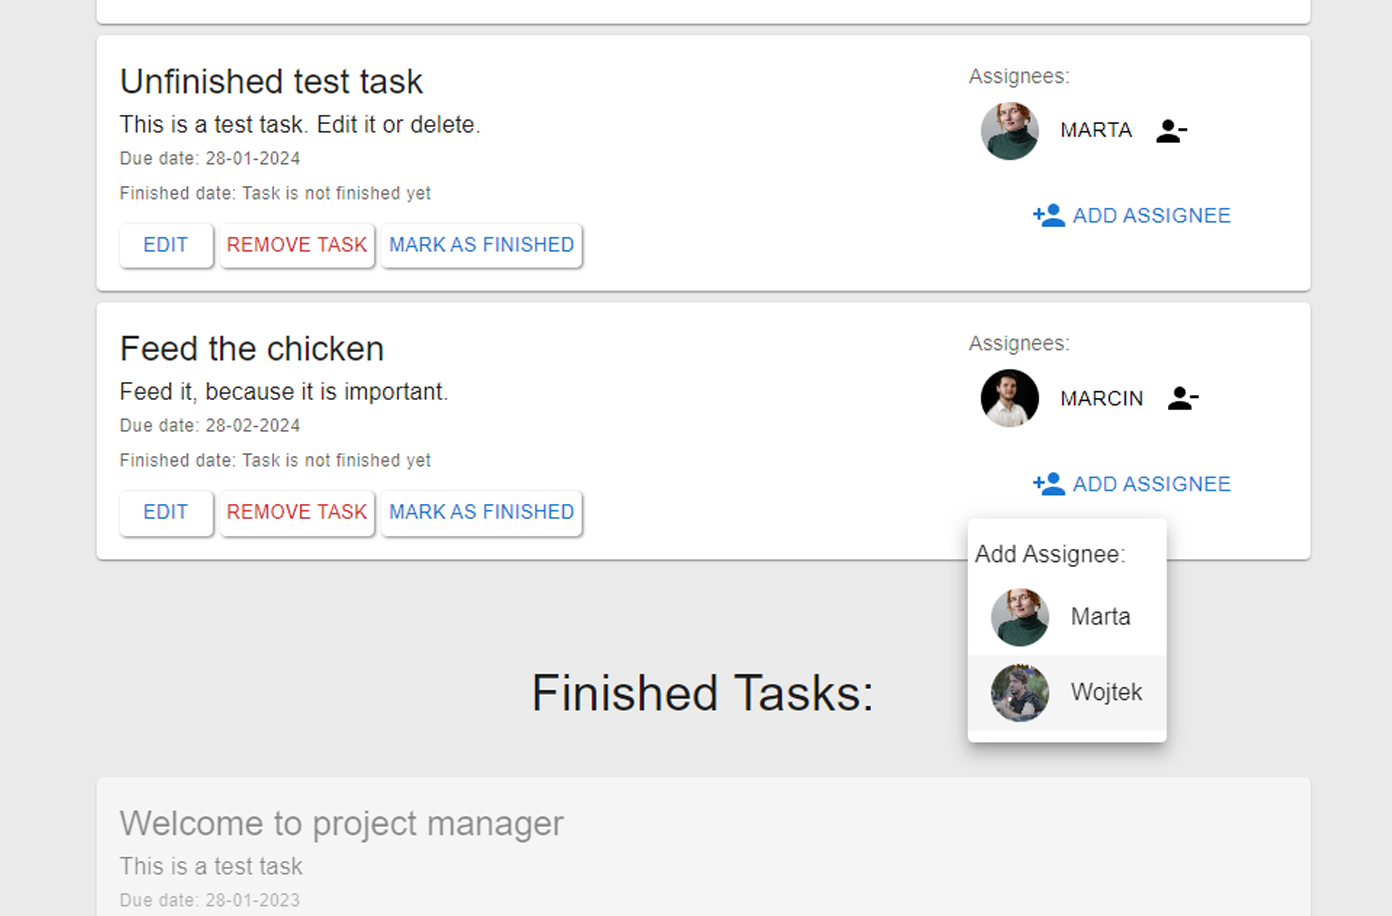 Unfinished test task
This is a test task. Edit it or delete.
Due date: 28-01-2024
Finished date: Task is not finished yet
EDIT REMOVE TASK MARK AS FINISHED
Assignees:
MARTA
ADD ASSIGNEE
Feed the chicken
Feed it, because it is important.
Due date: 28-02-2024
Finished date: Task is not finished yet
EDIT REMOVE TASK MARK AS FINISHED
Assignees:
MARCIN
ADD ASSIGNEE
Add Assignee:
Marta
Wojtek
Finished Tasks:
Welcome to project manager
This is a test task
Due date: 28-01-2023